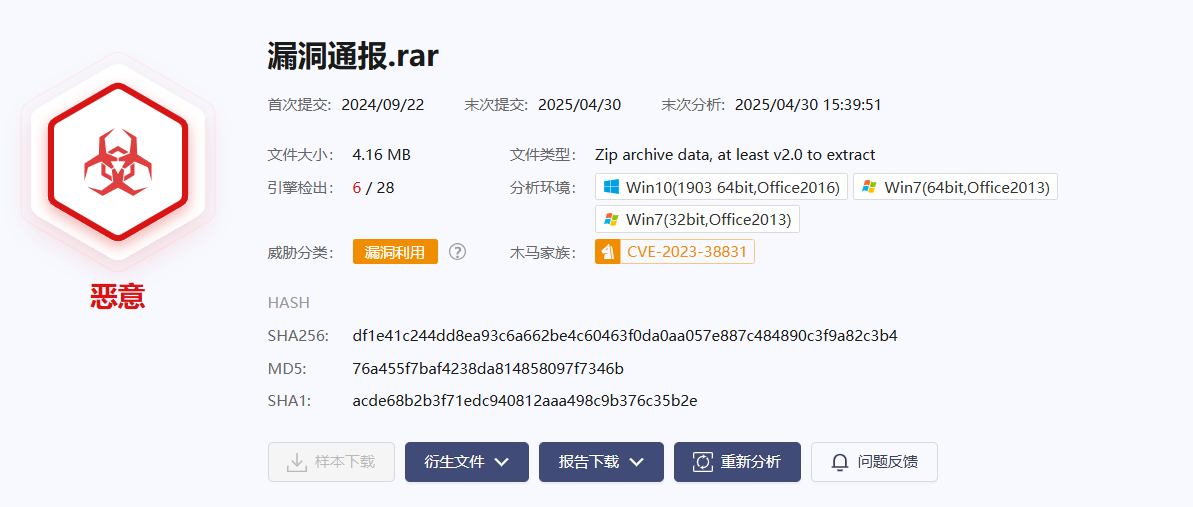 漏洞通报.rar
首次提交: 2024/09/22 末次提交: 2025/04/30 末次分析: 2025/04/30 15:39:51
文件大小: 4.16 MB 文件类型: Zip archive data, at least v2.0 to extract
引擎检出: 6 / 28 分析环境: Win10(1903 64bit,Office2016) Win7(64bit,Office2013)
Win7(32bit,Office2013)
威胁分类: 漏洞利用 ? 木马家族: CVE-2023-38831
恶意
HASH
SHA256: df1e41c244dd8ea93c6a662be4c60463f0da0aa057e887c484890c3f9a82c3b4
MD5: 76a455f7baf4238da814858097f7346b
SHA1: acde68b2b3f71edc940812aaa498c9b376c35b2e
样本下载 衍生文件 报告下载 重新分析 问题反馈